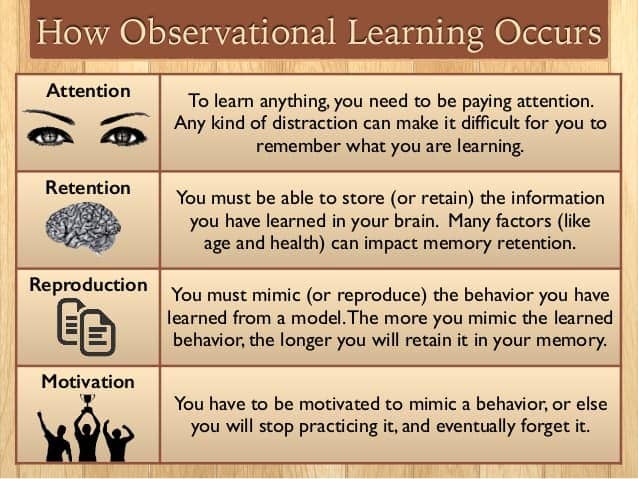 How Observational Learning Occurs
Attention
To learn anything, you need to be paying attention.
Any kind of distraction can make it difficult for you to
remember what you are learning.
Retention
You must be able to store (or retain) the information
you have learned in your brain. Many factors (like
age and health) can impact memory retention.
Reproduction
You must mimic (or reproduce) the behavior you have
learned from a model. The more you mimic the learned
behavior, the longer you will retain it in your memory.
Motivation
You have to be motivated to mimic a behavior, or else
you will stop practicing it, and eventually forget it.